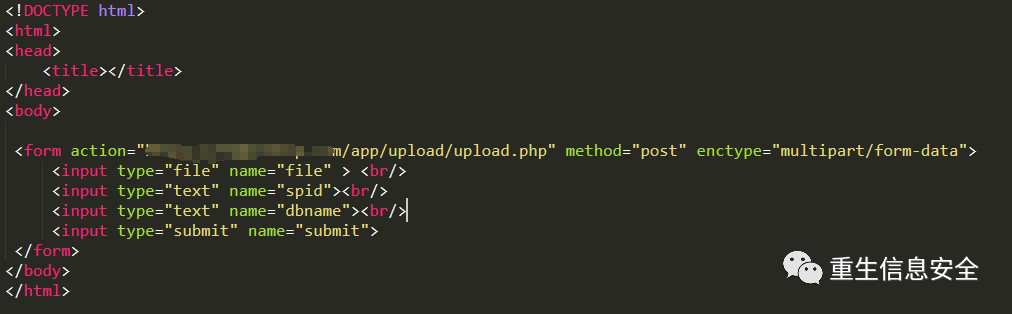 <!DOCTYPE html>
<html>
<head>
    <title></title>
</head>
<body>
 <form action="m/app/upload/upload.php" method="post" enctype="multipart/form-data">
     <input type="file" name="file" > <br/>
     <input type="text" name="spid"><br/>
     <input type="text" name="dbname"><br/>
     <input type="submit" name="submit">
 </form>
</body>
</html>
重生信息安全